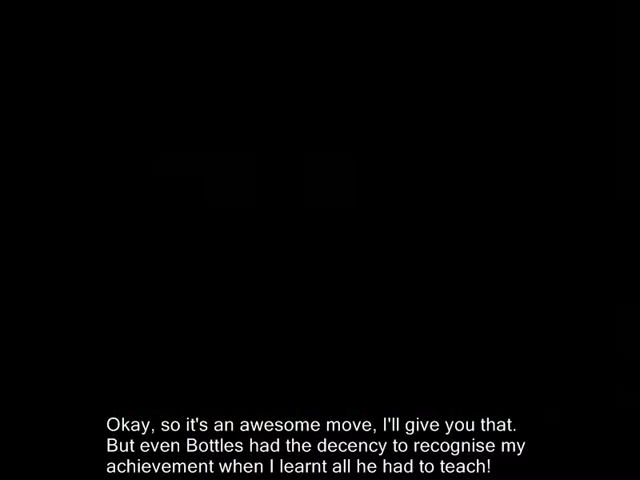 Okay, so it's an awesome move, I'll give you that.
But even Bottles had the decency to recognise my
achievement when I learnt all he had to teach!